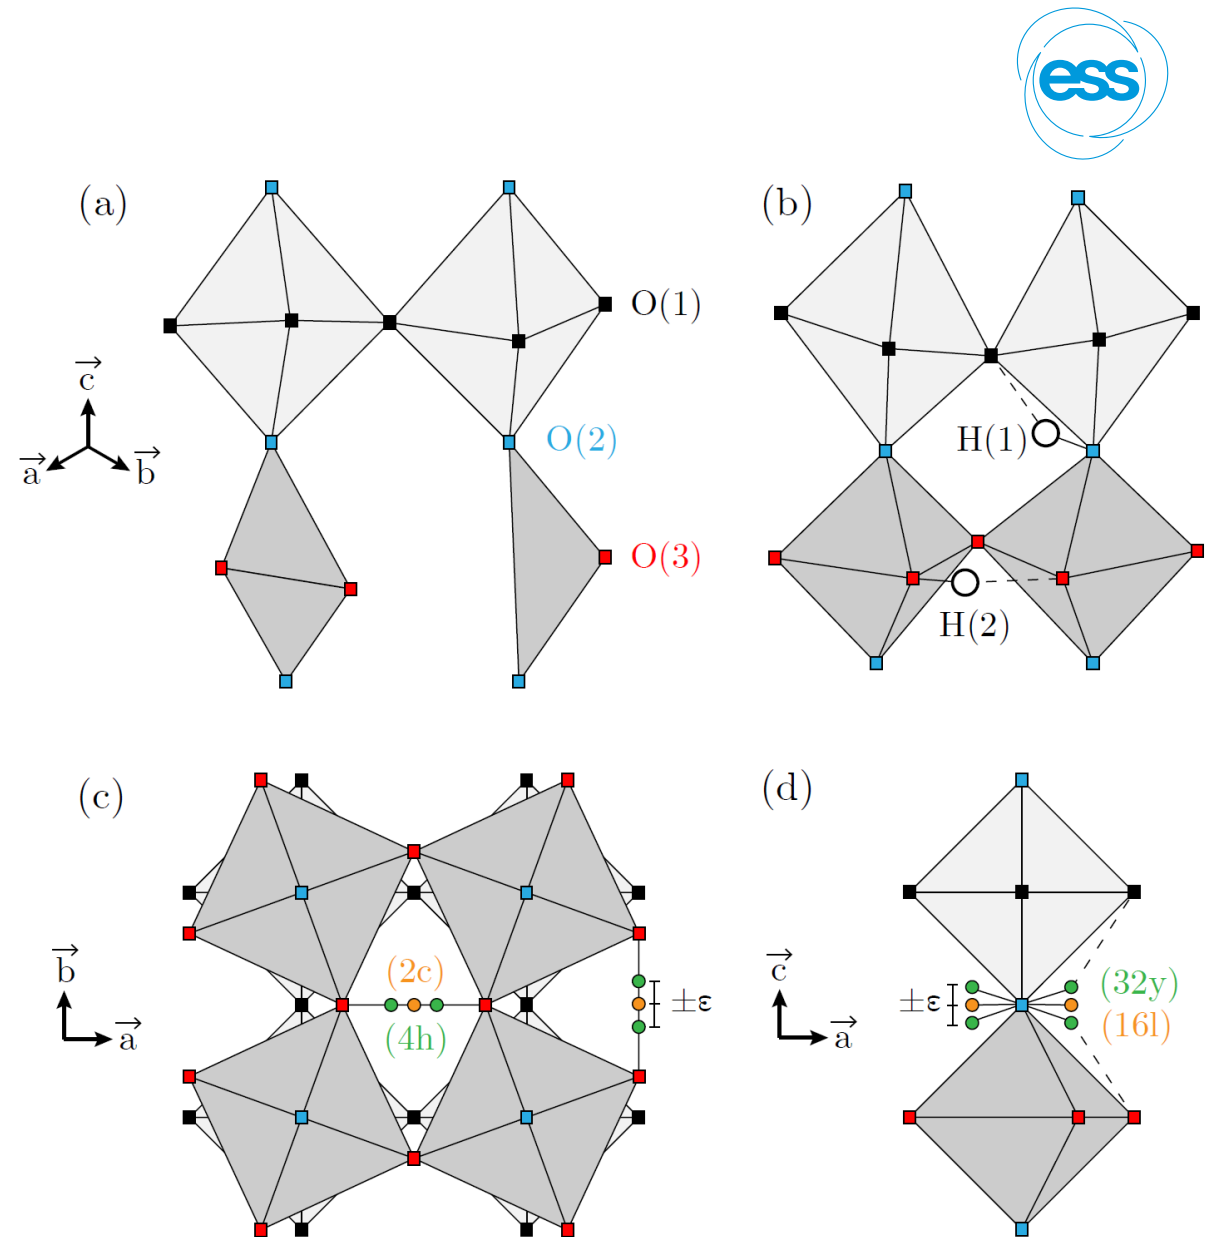 ess
(a)
(b)
O(1)
c
a
b
O(2)
H(1)
O(3)
H(2)
(c)
(d)
b
a
(2c)
(4h)
±ε
c
a
±ε
(32y)
(16l)